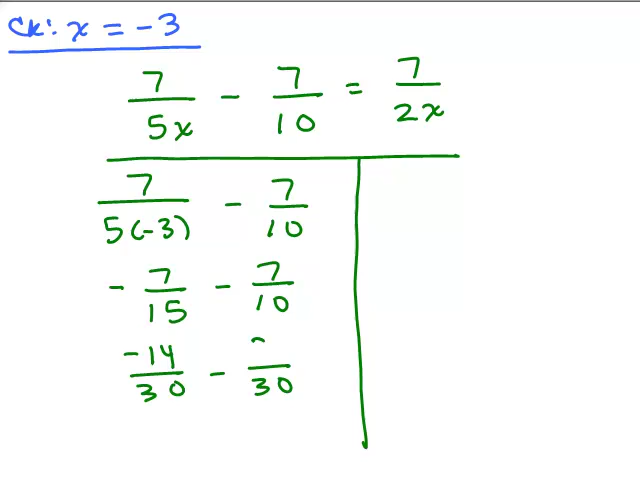 Ck: x = -3
7/5x - 7/10 = 7/2x
7/5(-3) - 7/10
- 7/15 - 7/10
-14/30 - /30